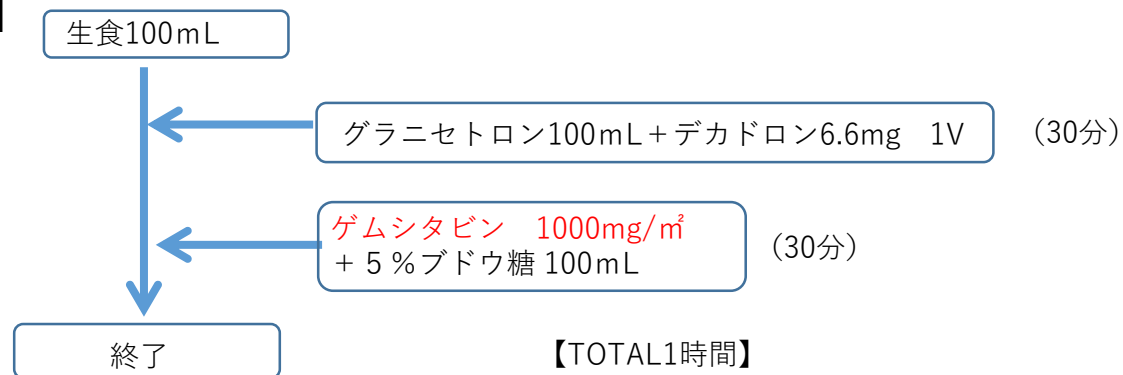 生食100mL
グラニセトロン100mL＋デカドロン6.6mg　1V　（30分）
ゲムシタビン　1000mg/㎡
＋５％ブドウ糖 100mL　（30分）
終了　【TOTAL1時間】